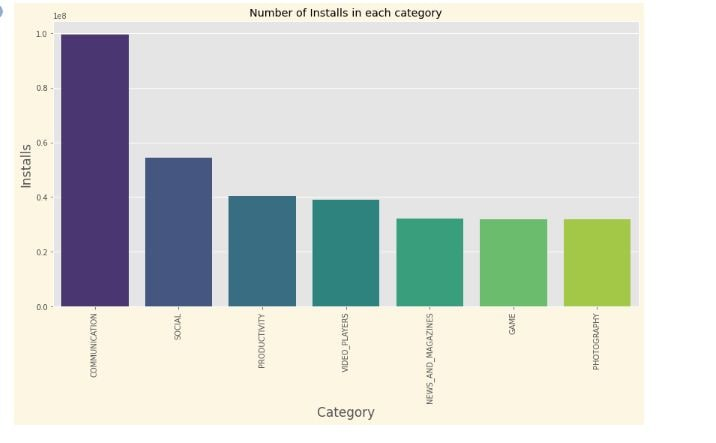 Number of Installs in each category
1e8
1.0
0.8
0.6
0.4
0.2
0.0
Installs
COMMUNICATION
SOCIAL
PRODUCTIVITY
VIDEO_PLAYERS
NEWS_AND_MAGAZINES
GAME
PHOTOGRAPHY
Category